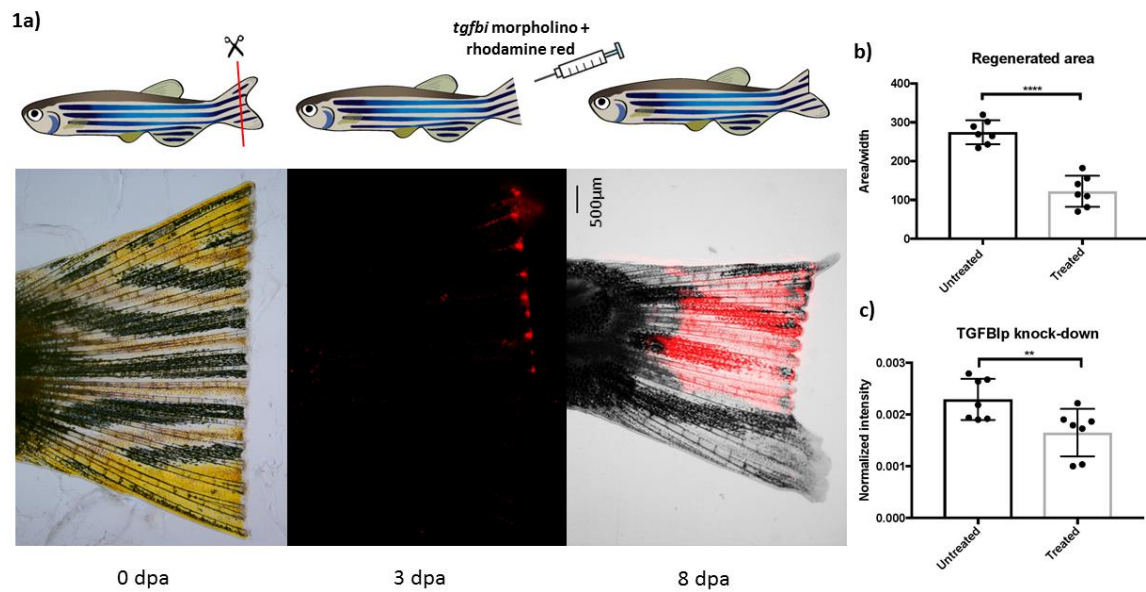 1a)
tgfbi morpholino +
rhodamine red
500μm
0 dpa
3 dpa
8 dpa
b)
Regenerated area
****
400
300
200
100
0
Area/width
Untreated
Treated
c)
TGFBIp knock-down
**
0.003
0.002
0.001
0.000
Normalized intensity
Untreated
Treated